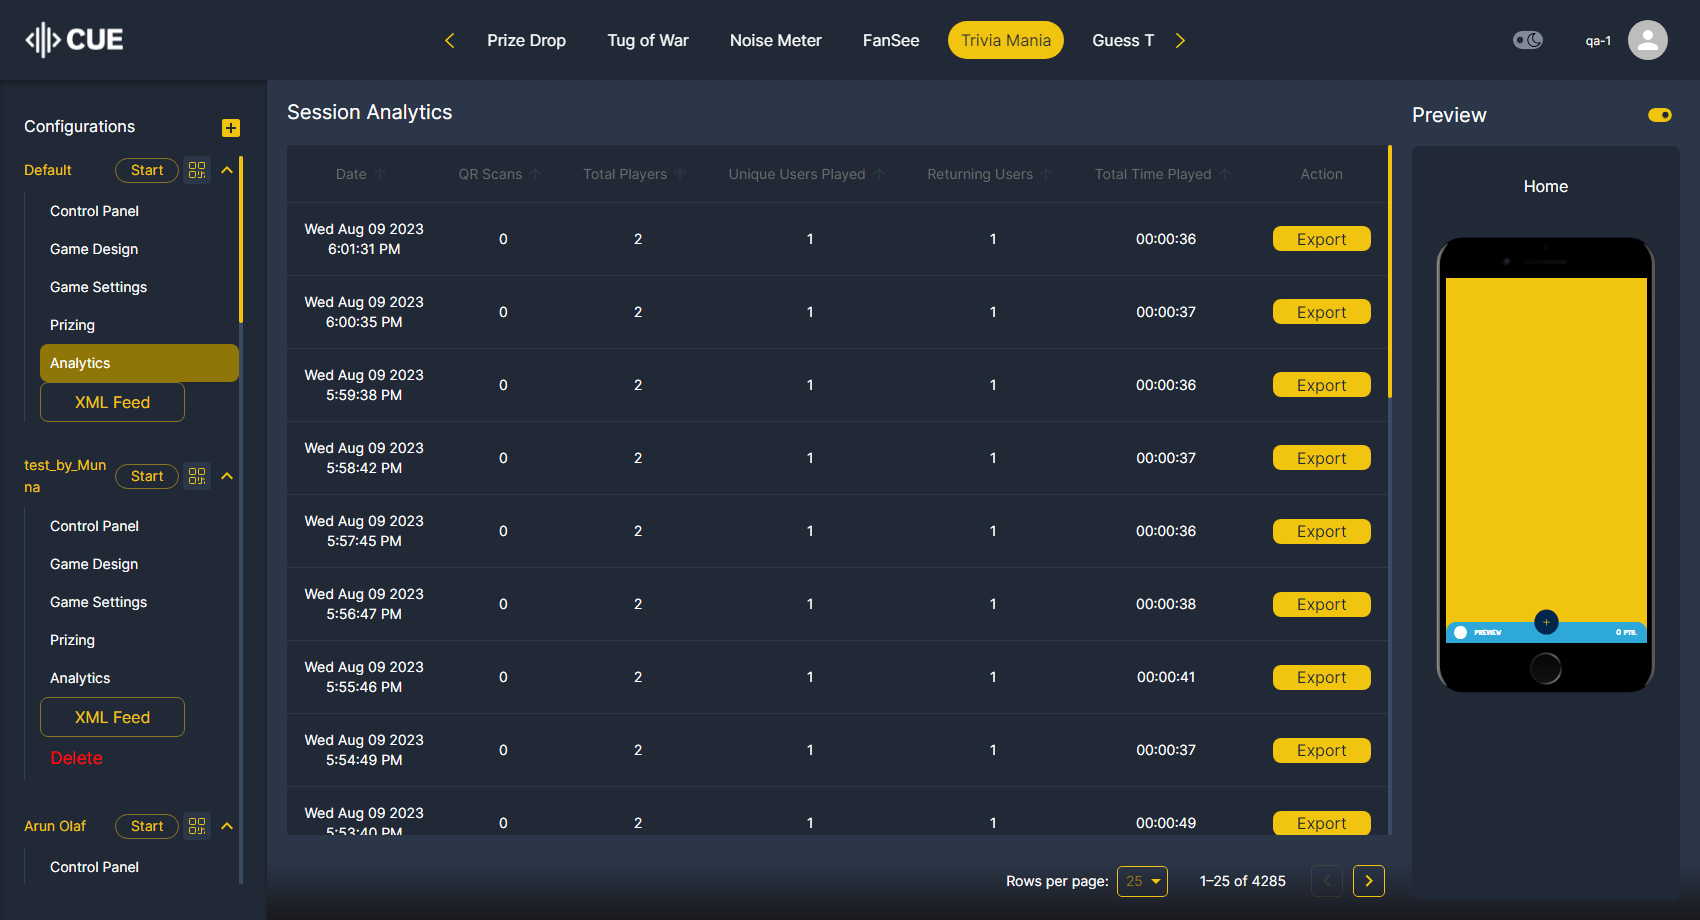 CUE
Prize Drop
Tug of War
Noise Meter
FanSee
Trivia Mania
Guess T
qa-1
Configurations
Default
Start
Control Panel
Game Design
Game Settings
Prizing
Analytics
XML Feed
test_by_Mun
na
Start
Control Panel
Game Design
Game Settings
Prizing
Analytics
XML Feed
Delete
Arun Olaf
Start
Control Panel
Session Analytics
Date QR Scans Total Players Unique Users Played Returning Users Total Time Played Action
Wed Aug 09 2023
6:01:31 PM
0 2 1 1 00:00:36 Export
Wed Aug 09 2023
6:00:35 PM
0 2 1 1 00:00:37 Export
Wed Aug 09 2023
5:59:38 PM
0 2 1 1 00:00:36 Export
Wed Aug 09 2023
5:58:42 PM
0 2 1 1 00:00:37 Export
Wed Aug 09 2023
5:57:45 PM
0 2 1 1 00:00:36 Export
Wed Aug 09 2023
5:56:47 PM
0 2 1 1 00:00:38 Export
Wed Aug 09 2023
5:55:46 PM
0 2 1 1 00:00:41 Export
Wed Aug 09 2023
5:54:49 PM
0 2 1 1 00:00:37 Export
Wed Aug 09 2023
5:53:40 PM
0 2 1 1 00:00:49 Export
Rows per page: 25 1–25 of 4285
Preview
Home
PREVIEW
0 PTS.